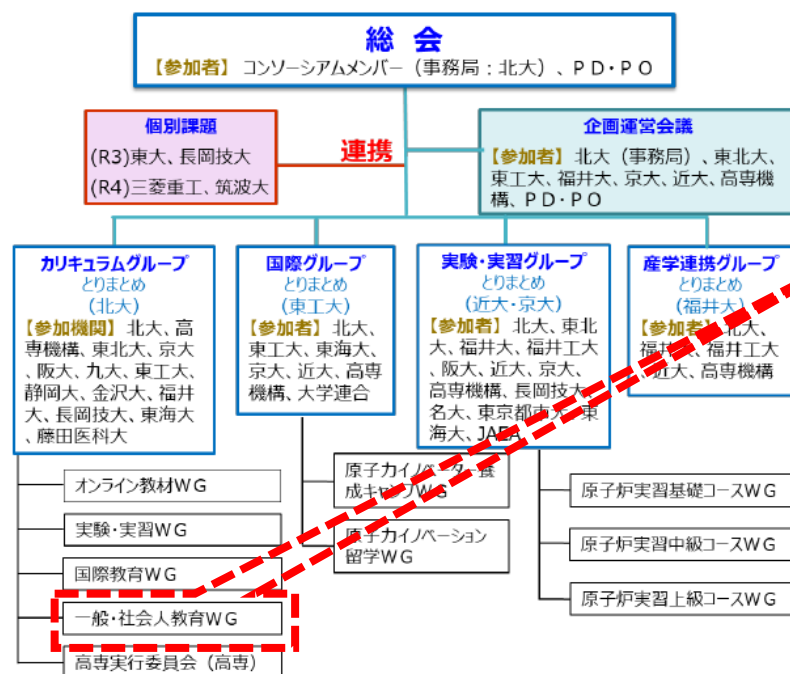 総 会
【参加者】 コンソーシアムメンバー（事務局：北大）、ＰＤ・ＰＯ
個別課題
(R3)東大、長岡技大
(R4)三菱重工、筑波大
連携
企画運営会議
【参加者】 北大（事務局）、東北大、
東工大、福井大、京大、近大、高専機
構、ＰＤ・ＰＯ
カリキュラムグループ
とりまとめ
（北大）
【参加機関】 北大、高
専機構、東北大、京大、
阪大、九大、東工大、
静岡大、金沢大、福井
大、長岡技大、東海大、
藤田医科大
国際グループ
とりまとめ
（東工大）
【参加者】 北大、
東工大、東海大、
京大、近大、高専
機構、大学連合
実験・実習グループ
とりまとめ
（近大・京大）
【参加者】 北大、東北
大、福井大、福井工大、
阪大、近大、京大、
高専機構、長岡技大、
名大、東京都市大、東
海大、JAEA
産学連携グループ
とりまとめ
（福井大）
【参加者】 北大、
福井大、福井工大、
近大、高専機構
オンライン教材ＷＧ
実験・実習ＷＧ
国際教育ＷＧ
一般・社会人教育ＷＧ
高専実行委員会（高専）
原子力イノベーター養
成キャンプＷＧ
原子力イノベーション
留学ＷＧ
原子炉実習基礎コースＷＧ
原子炉実習中級コースＷＧ
原子炉実習上級コースＷＧ